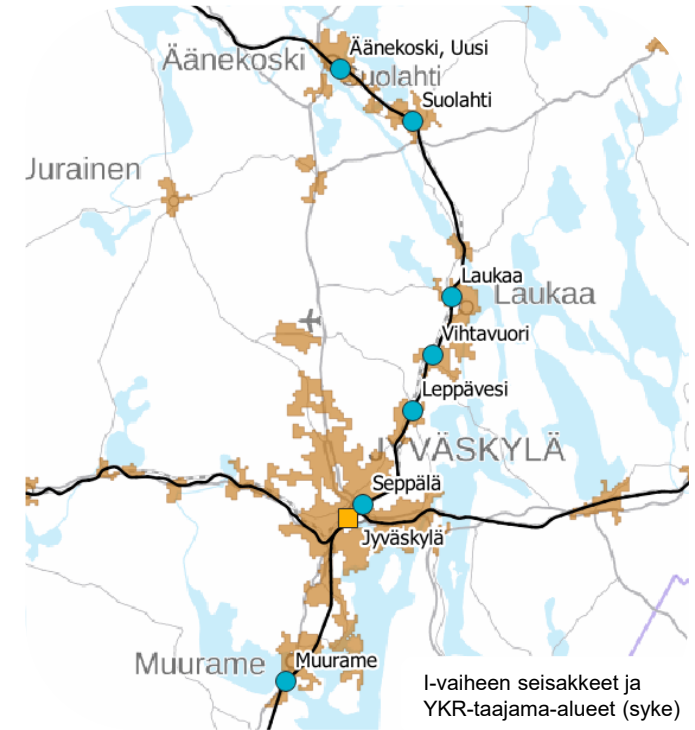 Äänekoski
Äänekoski, Uusi
Suolahti
Suolahti
Jurainen
Laukaa
Laukaa
Vihtavuori
Leppävesi
JYVÄSKYLÄ
Seppälä
Jyväskylä
Muurame
Muurame
I-vaiheen seisakkeet ja
YKR-taajama-alueet (syke)